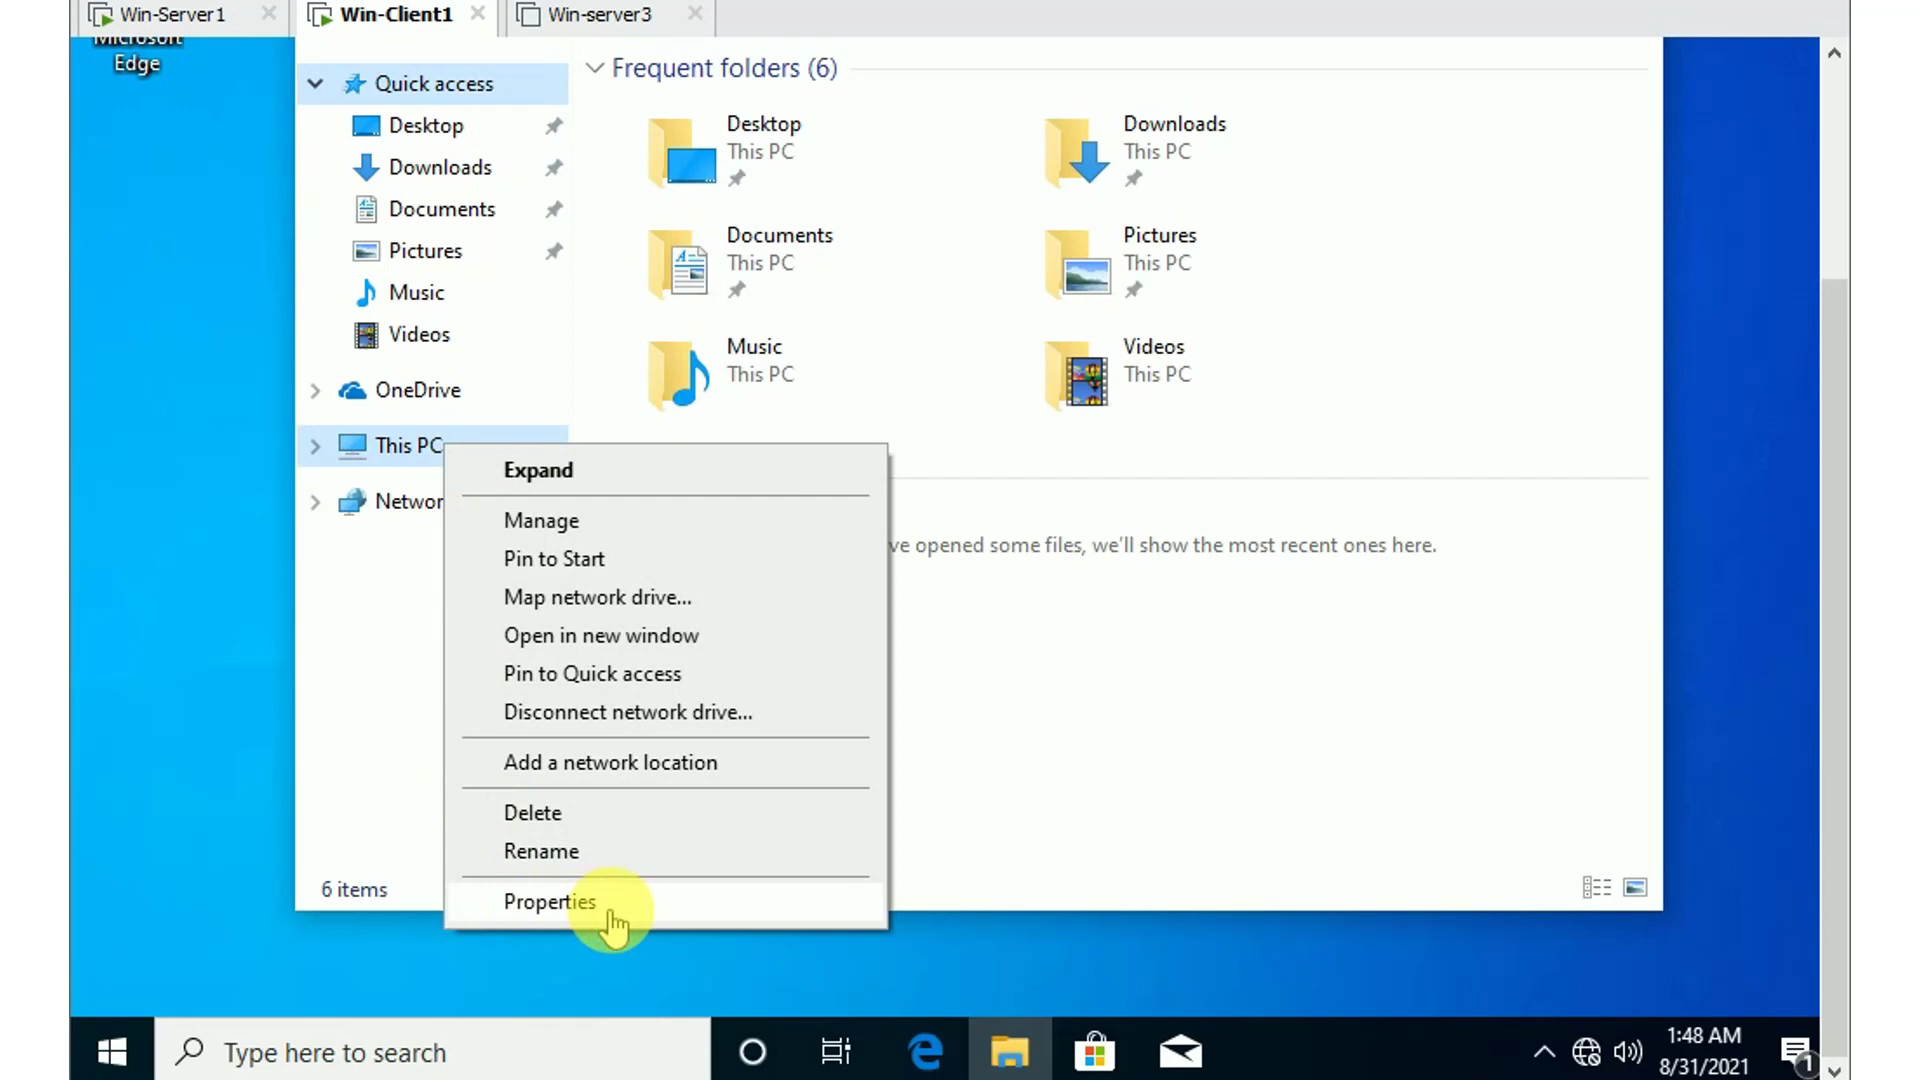 Win-Server1
Win-Client1
Win-server3
Microsoft
Edge
Quick access
Desktop
Downloads
Documents
Pictures
Music
Videos
OneDrive
This PC
Networ
Frequent folders (6)
Desktop
This PC
Downloads
This PC
Documents
This PC
Pictures
This PC
Music
This PC
Videos
This PC
ve opened some files, we'll show the most recent ones here.
Expand
Manage
Pin to Start
Map network drive...
Open in new window
Pin to Quick access
Disconnect network drive...
Add a network location
Delete
Rename
Properties
6 items
Type here to search
1:48 AM
8/31/2021
1